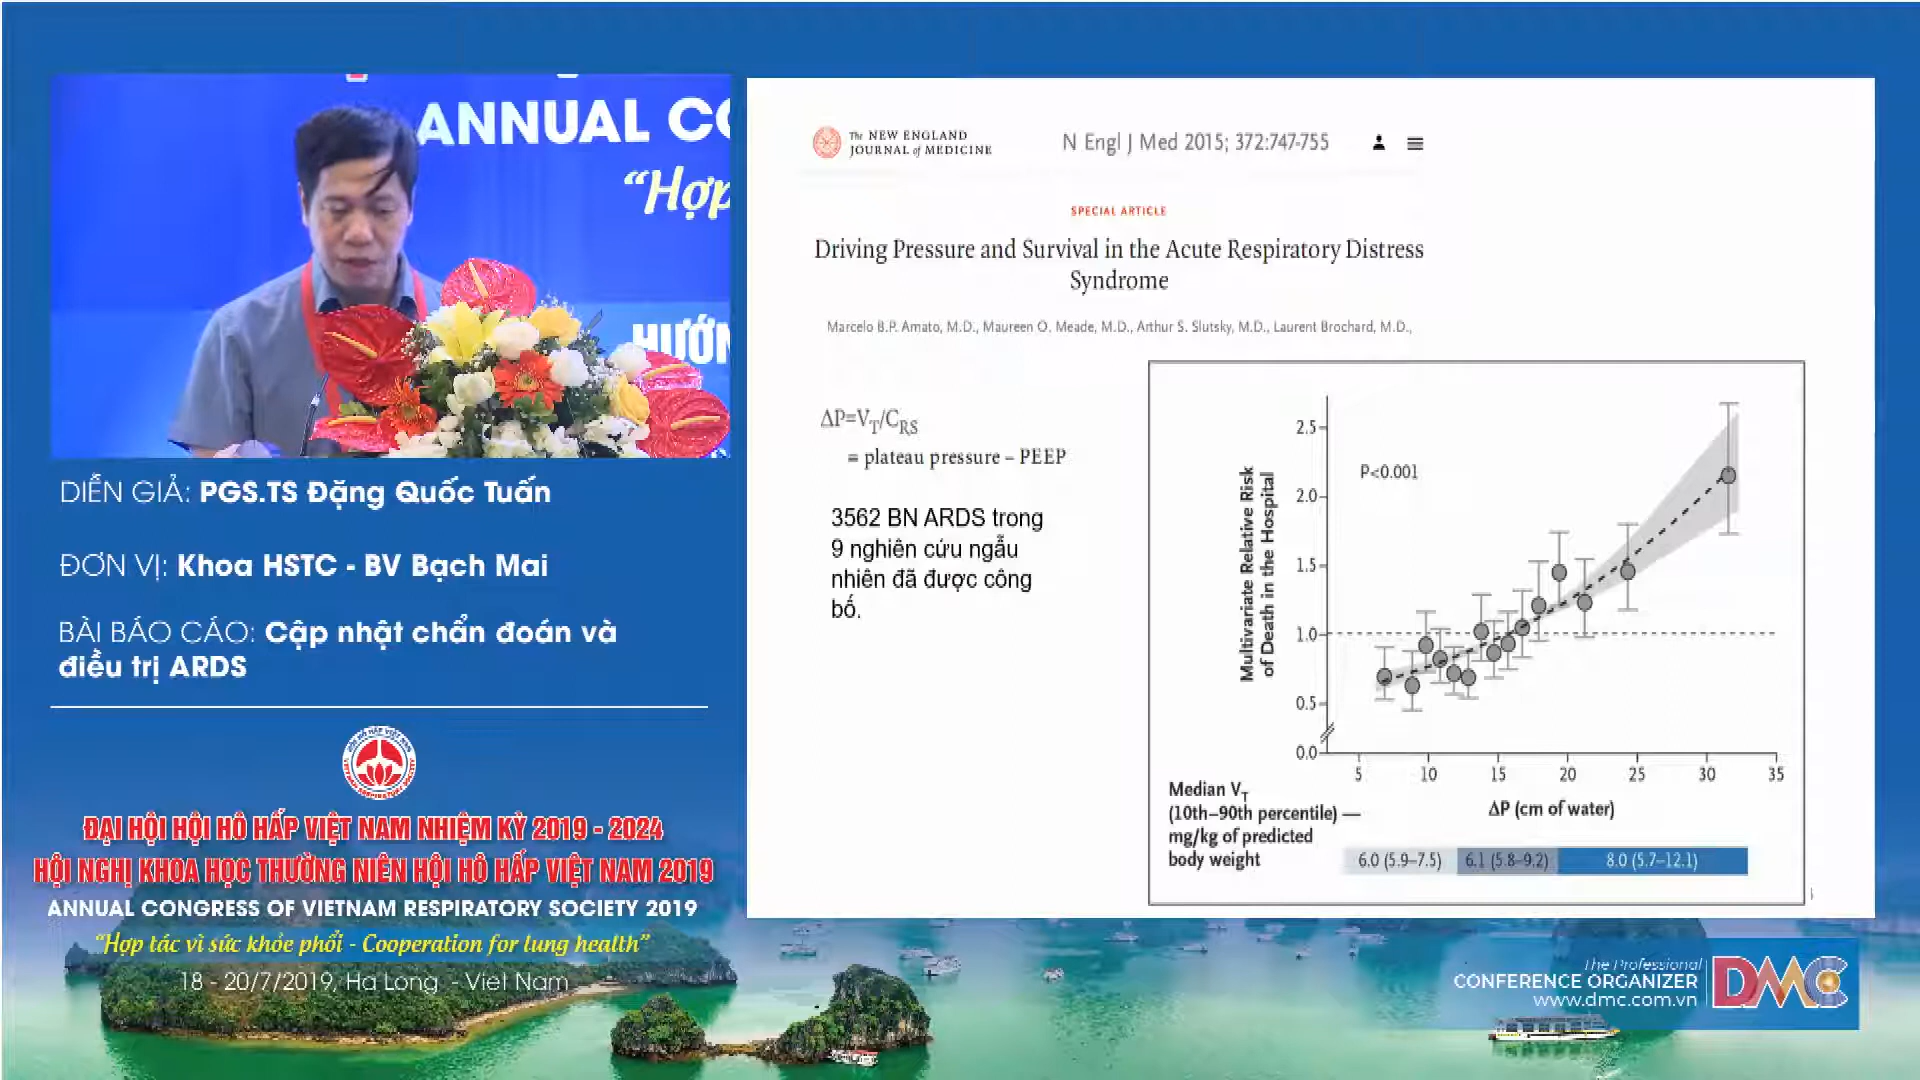 ANNUAL CO
“Hợp
HƯỚN
DIỄN GIẢ: PGS.TS Đặng Quốc Tuấn
ĐƠN VỊ: Khoa HSTC - BV Bạch Mai
BÀI BÁO CÁO: Cập nhật chẩn đoán và
điều trị ARDS
HỘI HÔ HẤP VIỆT NAM
VIETNAM RESPIRATORY SOCIETY
ĐẠI HỘI HỘI HÔ HẤP VIỆT NAM NHIỆM KỲ 2019 - 2024
HỘI NGHỊ KHOA HỌC THƯỜNG NIÊN HỘI HÔ HẤP VIỆT NAM 2019
ANNUAL CONGRESS OF VIETNAM RESPIRATORY SOCIETY 2019
“Hợp tác vì sức khỏe phổi - Cooperation for lung health”
18 - 20/7/2019, Ha Long - Viet Nam
The NEW ENGLAND
JOURNAL of MEDICINE
N Engl J Med 2015; 372:747-755
SPECIAL ARTICLE
Driving Pressure and Survival in the Acute Respiratory Distress
Syndrome
Marcelo B.P. Amato, M.D., Maureen O. Meade, M.D., Arthur S. Slutsky, M.D., Laurent Brochard, M.D.,
ΔP=VT/CRS
= plateau pressure – PEEP
3562 BN ARDS trong
9 nghiên cứu ngẫu
nhiên đã được công
bố.
Multivariate Relative Risk
of Death in the Hospital
P<0.001
2.5
2.0
1.5
1.0
0.5
0.0
5 10 15 20 25 30 35
ΔP (cm of water)
Median VT
(10th–90th percentile) —
mg/kg of predicted
body weight
6.0 (5.9–7.5) 6.1 (5.8–9.2) 8.0 (5.7–12.1)
The Professional
CONFERENCE ORGANIZER
www.dmc.com.vn
DMC